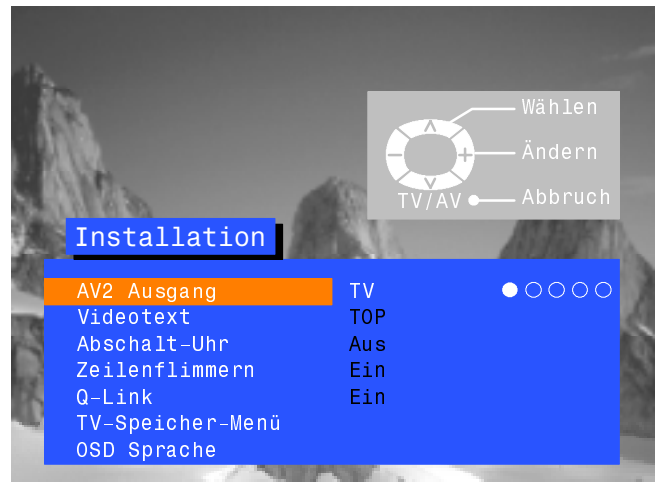 Wählen
Ändern
TV/AV Abbruch
Installation
AV2 Ausgang TV
Videotext TOP
Abschalt-Uhr Aus
Zeilenflimmern Ein
Q-Link Ein
TV-Speicher-Menü
OSD Sprache